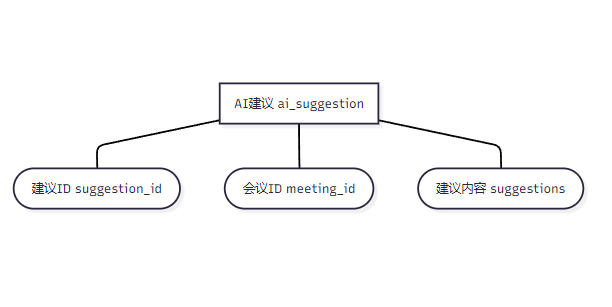 AI建议 ai_suggestion
建议ID suggestion_id
会议ID meeting_id
建议内容 suggestions